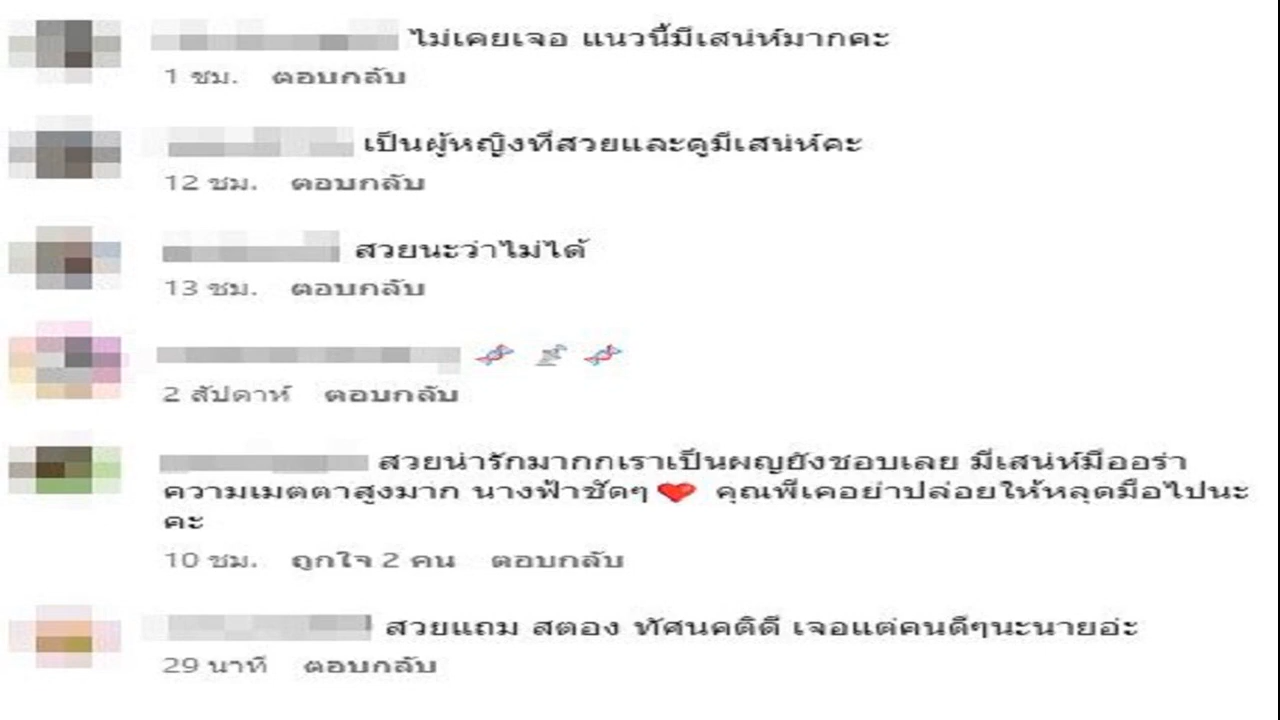 ไม่เคยเจอ แนวนี้มีเสน่ห์มากคะ
1 ชม. ตอบกลับ
เป็นผู้หญิงที่สวยและดูมีเสน่ห์คะ
12 ชม. ตอบกลับ
สวยนะว่าไม่ได้
13 ชม. ตอบกลับ
2 สัปดาห์ ตอบกลับ
สวยน่ารักมากกเราเป็นผญยังชอบเลย มีเสน่ห์มีออร่า
ความเมตตาสูงมาก นางฟ้าชัดๆ ❤ คุณพี่เคอย่าปล่อยให้หลุดมือไปนะ
คะ
10 ชม. ถูกใจ 2 คน ตอบกลับ
สวยแถม สตอง ทัศนคติดี เจอแต่คนดีๆนะนายอ่ะ
29 นาที ตอบกลับ